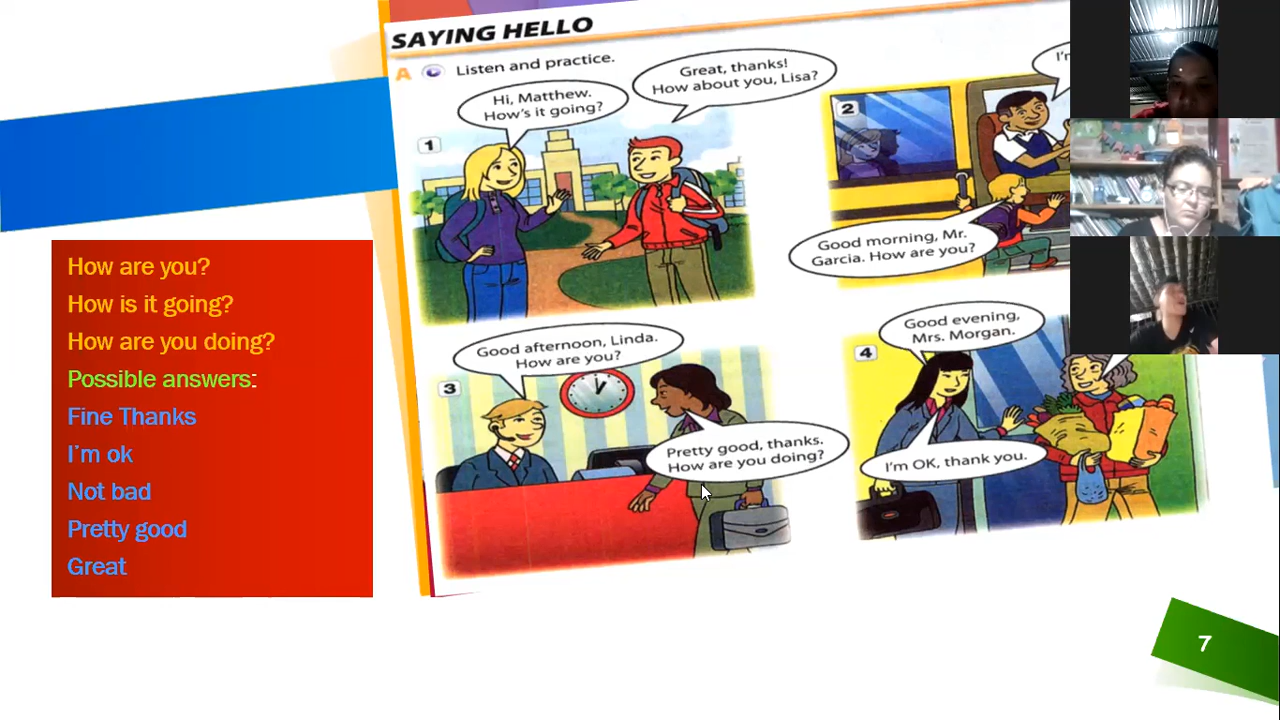 SAYING HELLO
A Listen and practice.
Hi, Matthew.
How's it going?
Great, thanks!
How about you, Lisa?
1
2
Good morning, Mr.
Garcia. How are you?
3
Good afternoon, Linda.
How are you?
Pretty good, thanks.
How are you doing?
4
Good evening,
Mrs. Morgan.
I'm OK, thank you.
How are you?
How is it going?
How are you doing?
Possible answers:
Fine Thanks
I'm ok
Not bad
Pretty good
Great
7